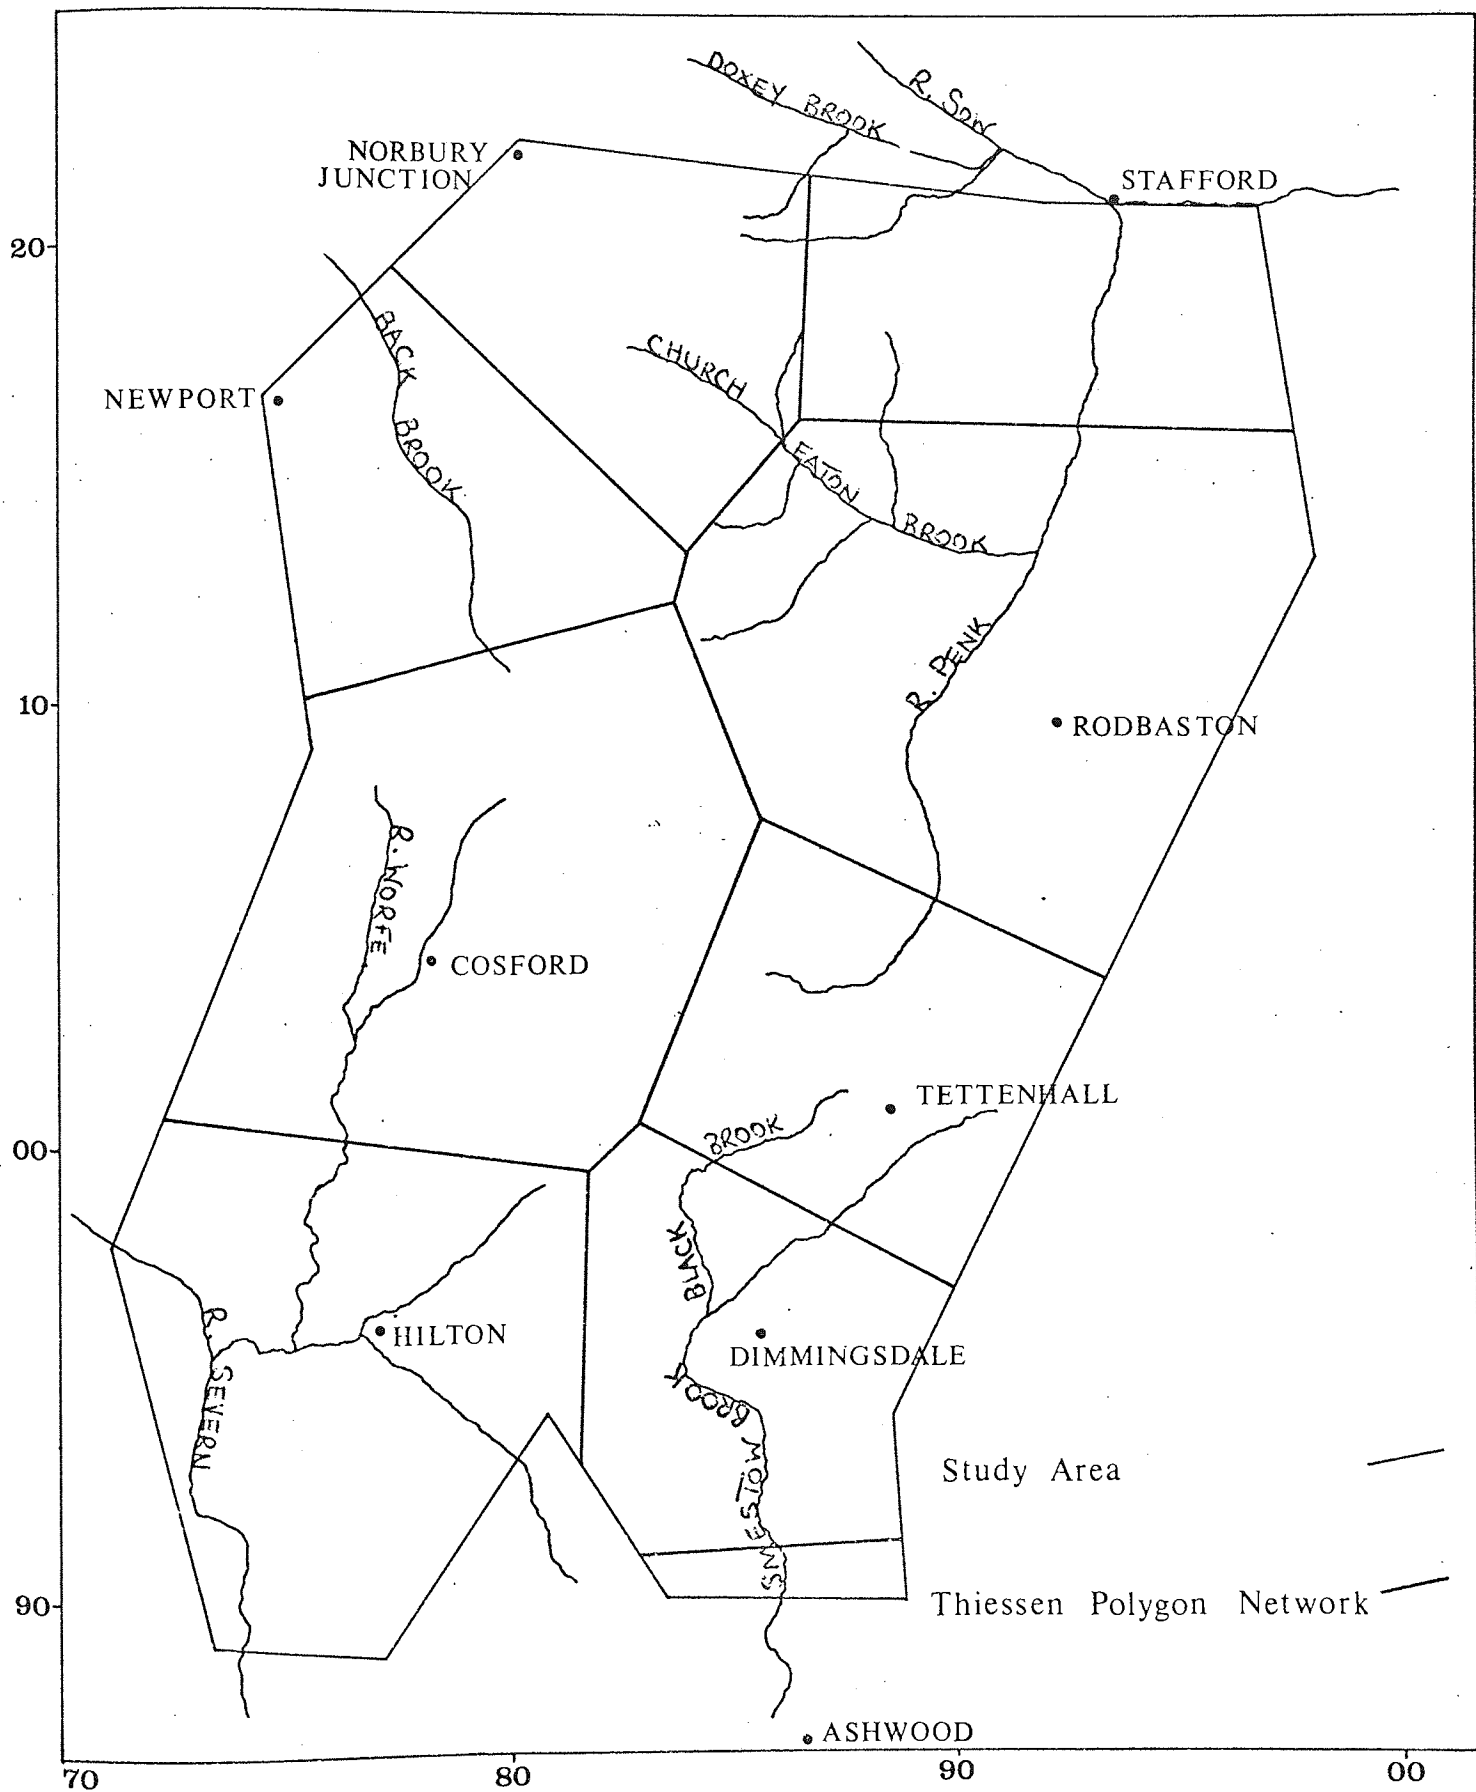 DOXEY BROOK
R. SOW
NORBURY
JUNCTION
STAFFORD
20
BACK
BROOK
CHURCH
EATON
BROOK
NEWPORT
R. PENK
10
RODBASTON
R. WORFE
COSFORD
TETTENHALL
BROOK
00
BLACK
R.
SEVERN
HILTON
DIMMINGSDALE
BROOK
SMESTOW
Study Area
90
Thiessen Polygon Network
ASHWOOD
70
80
90
00